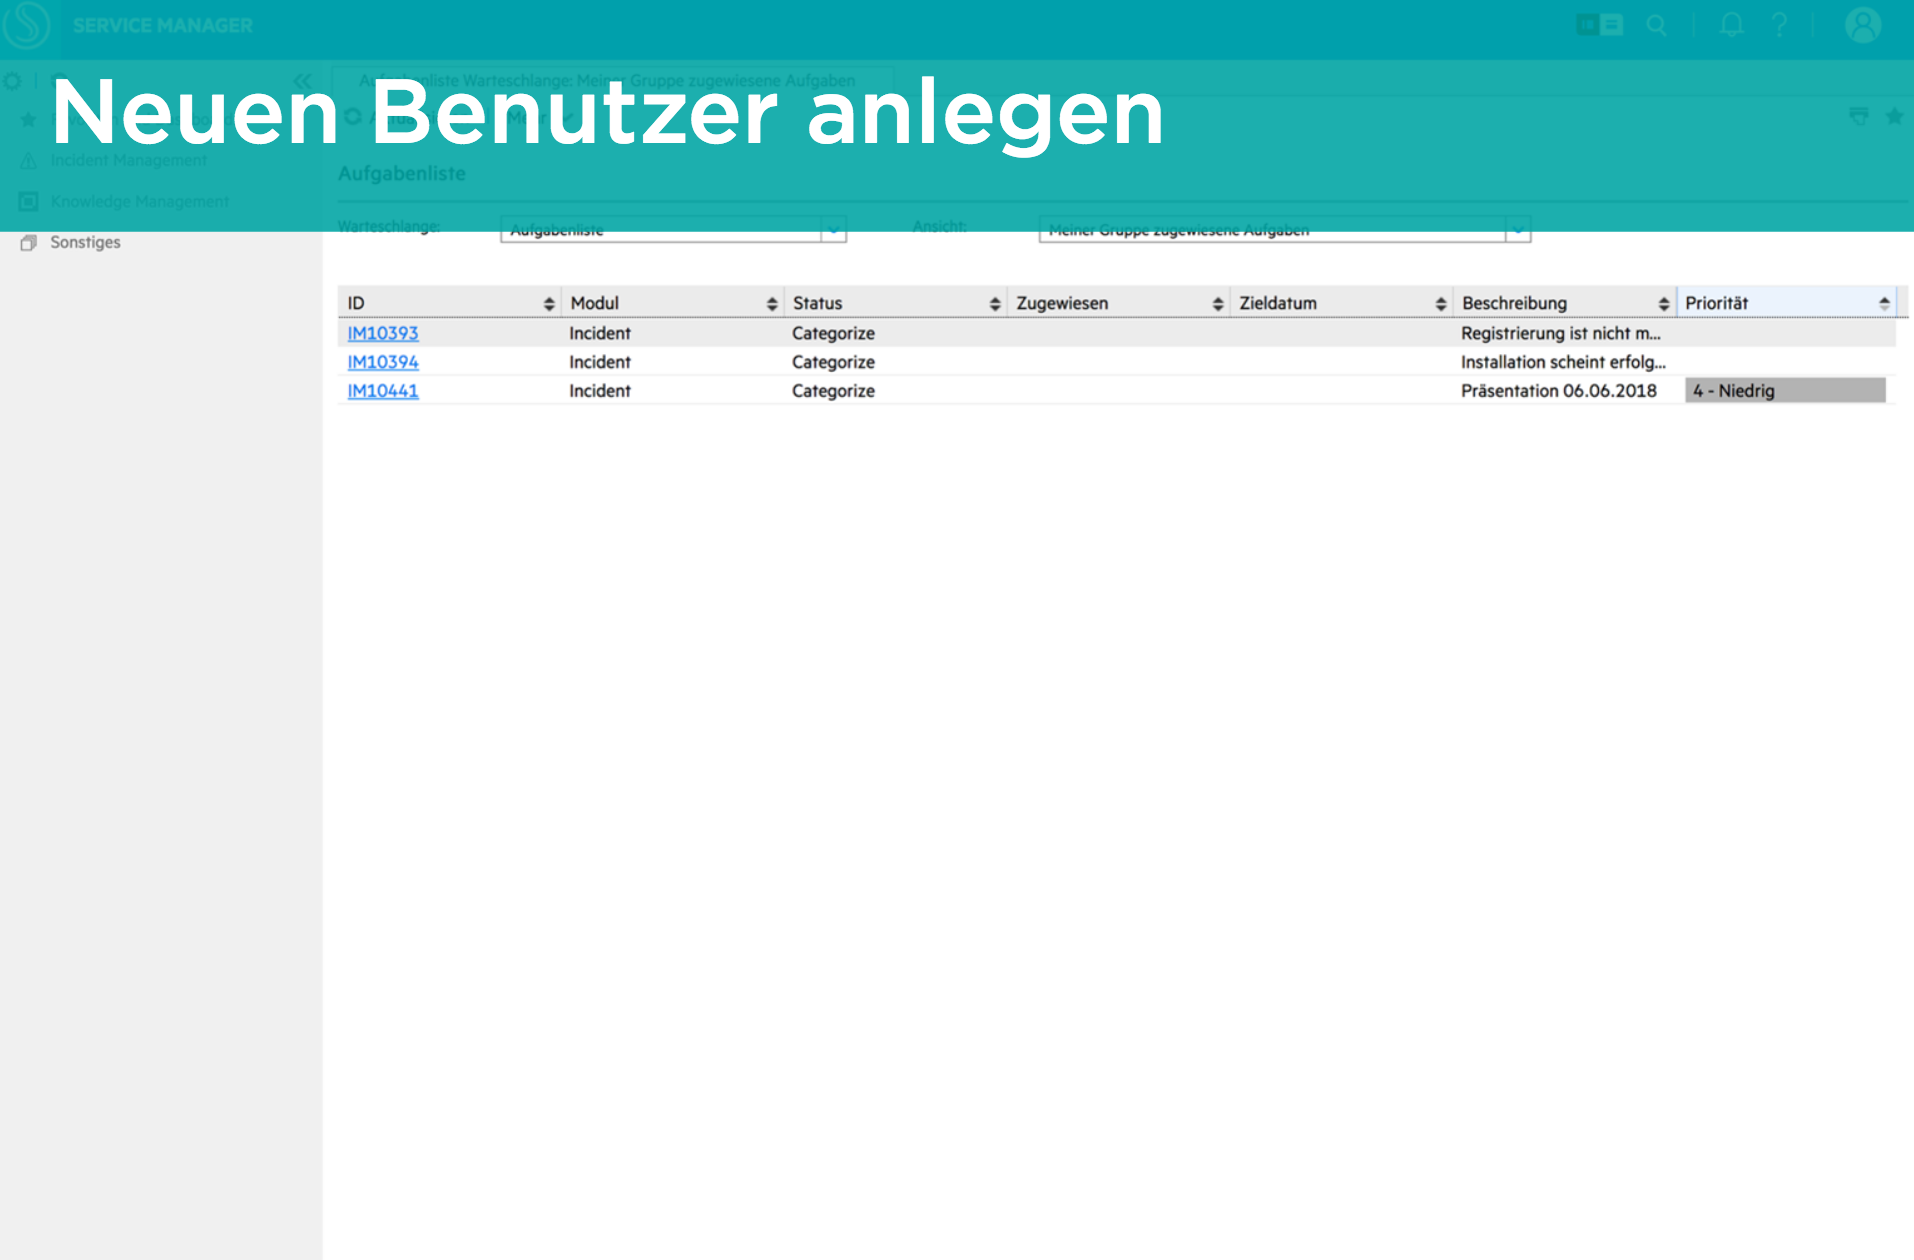 SERVICE MANAGER
Neuen Benutzer anlegen
Aufgabenliste Warteschlange: Meiner Gruppe zugewiesene Aufgaben
Mehr
Incident Management
Aufgabenliste
Knowledge Management
Warteschlange: Aufgabenliste Ansicht: Meiner Gruppe zugewiesene Aufgaben
Sonstiges
ID Modul Status Zugewiesen Zieldatum Beschreibung Priorität
IM10393 Incident Categorize Registrierung ist nicht m...
IM10394 Incident Categorize Installation scheint erfolg...
IM10441 Incident Categorize Präsentation 06.06.2018 4 - Niedrig